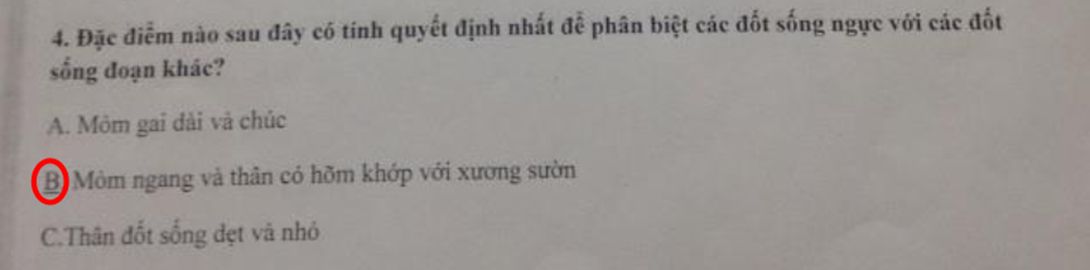 4. Đặc điểm nào sau đây có tính quyết định nhất để phân biệt các đốt sống ngực với các đốt
sống đoạn khác?
A. Mỏm gai dài và chúc
B. Mỏm ngang và thân có hõm khớp với xương sườn
C.Thân đốt sống dẹt và nhỏ